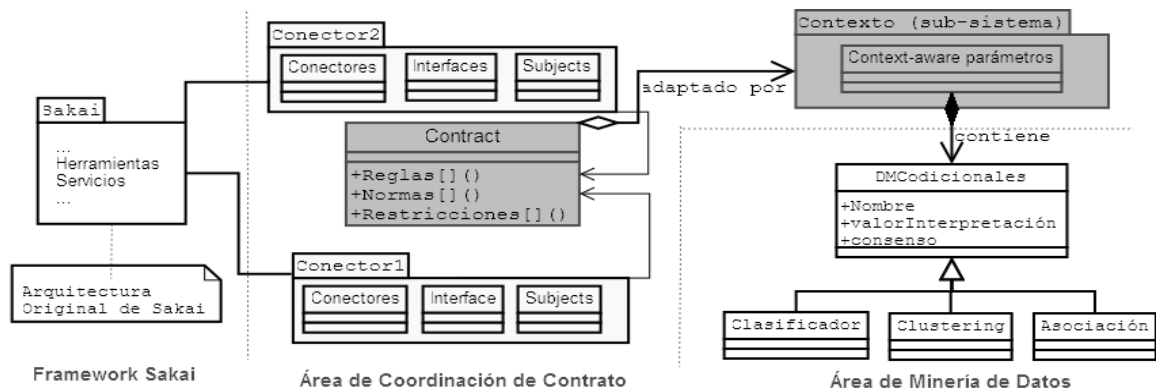 Conector2
Conectores
Interfaces
Subjects
Contexto (sub-sistema)
Context-aware parámetros
adaptado por
Sakai
...
Herramientas
Servicios
...
Contract
+Reglas[]()
+Normas[]()
+Restricciones[]()
contiene
DMCodicionales
+Nombre
+valorInterpretación
+consenso
Arquitectura
Original de Sakai
Conector1
Conectores
Interface
Subjects
Clasificador
Clustering
Asociación
Framework Sakai
Área de Coordinación de Contrato
Área de Minería de Datos